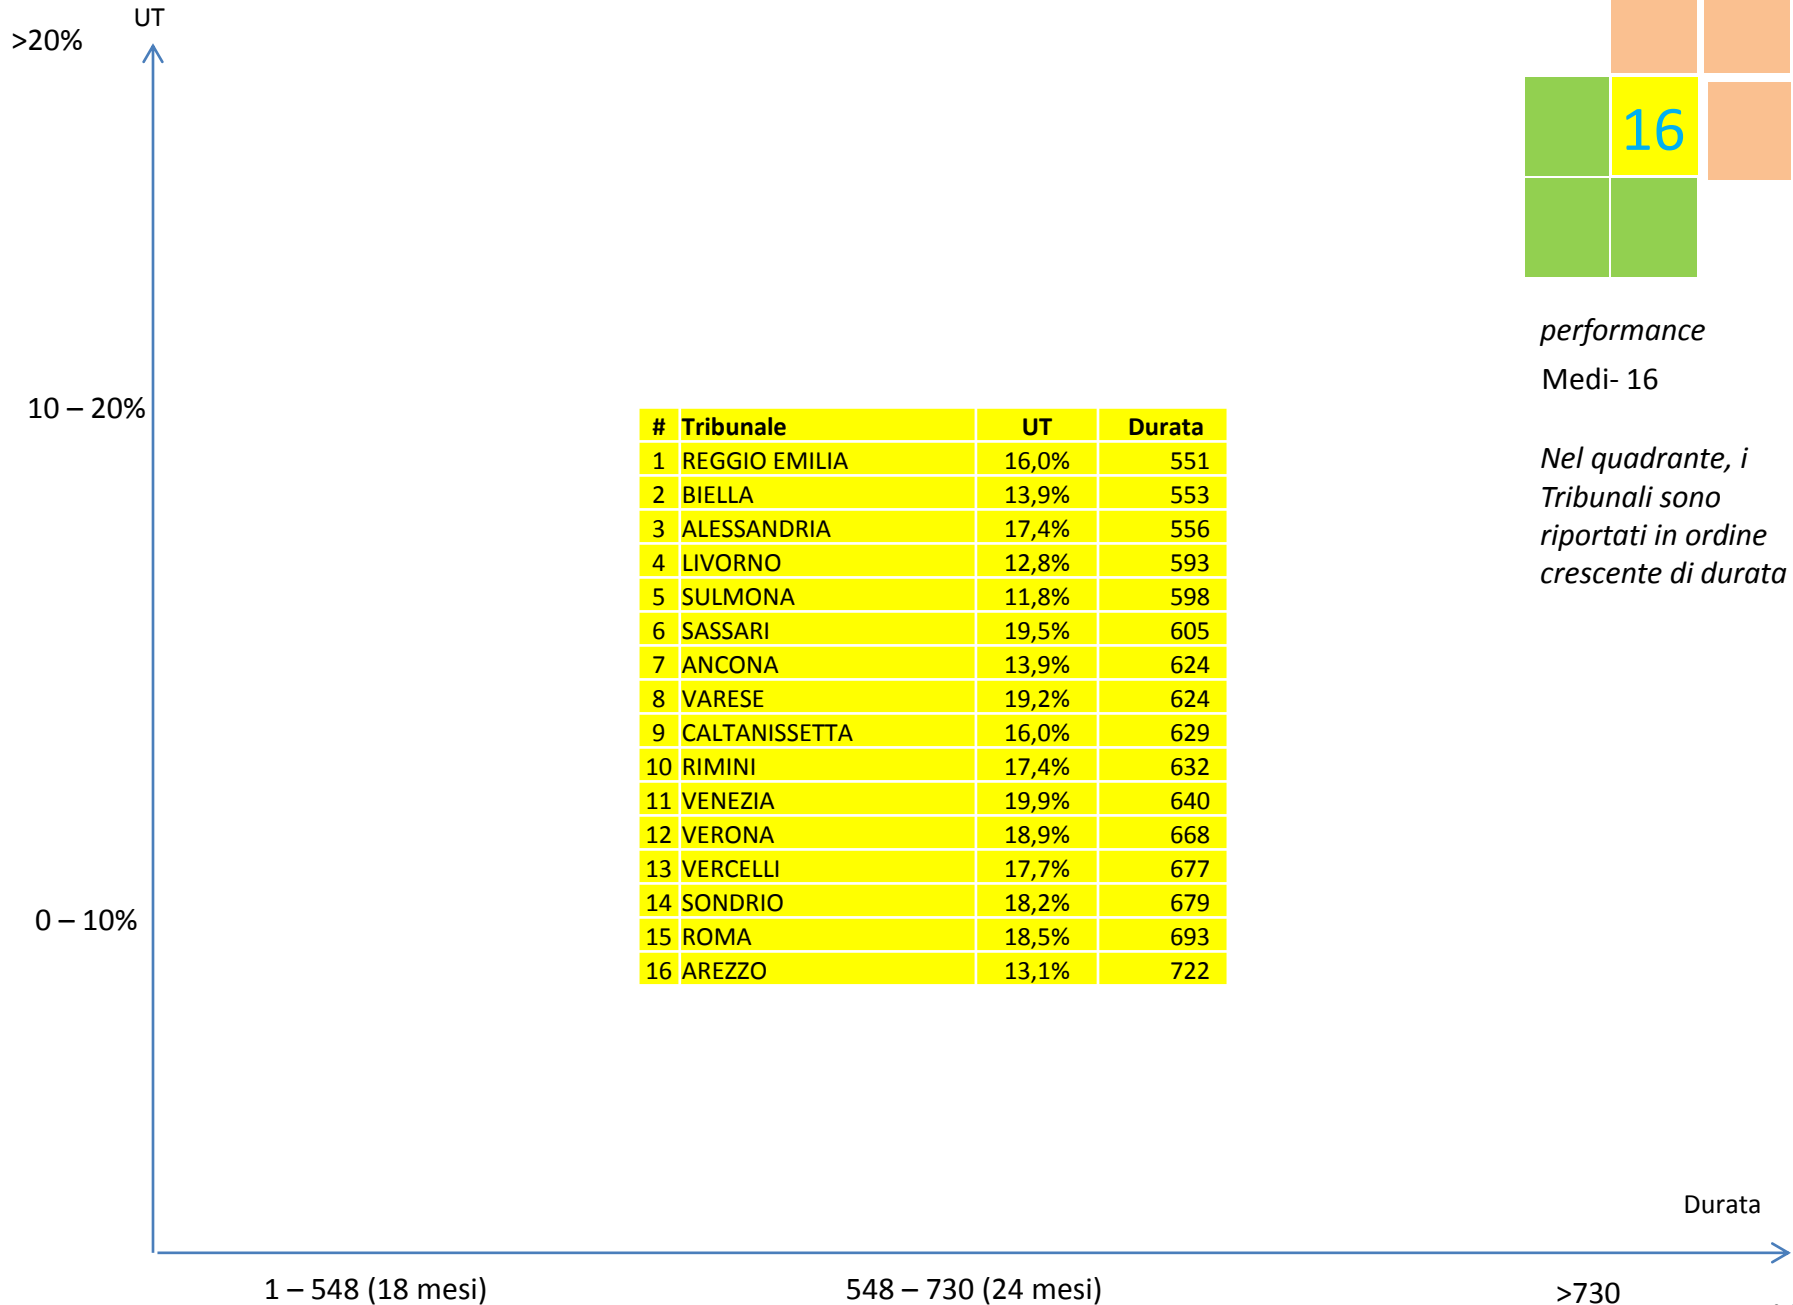 UT
>20%
16
performance
Medi- 16
10 – 20%
# Tribunale UT Durata
1 REGGIO EMILIA 16,0% 551
2 BIELLA 13,9% 553
3 ALESSANDRIA 17,4% 556
4 LIVORNO 12,8% 593
5 SULMONA 11,8% 598
6 SASSARI 19,5% 605
7 ANCONA 13,9% 624
8 VARESE 19,2% 624
9 CALTANISSETTA 16,0% 629
10 RIMINI 17,4% 632
11 VENEZIA 19,9% 640
12 VERONA 18,9% 668
13 VERCELLI 17,7% 677
14 SONDRIO 18,2% 679
15 ROMA 18,5% 693
16 AREZZO 13,1% 722
Nel quadrante, i
Tribunali sono
riportati in ordine
crescente di durata
0 – 10%
Durata
1 – 548 (18 mesi)
548 – 730 (24 mesi)
>730